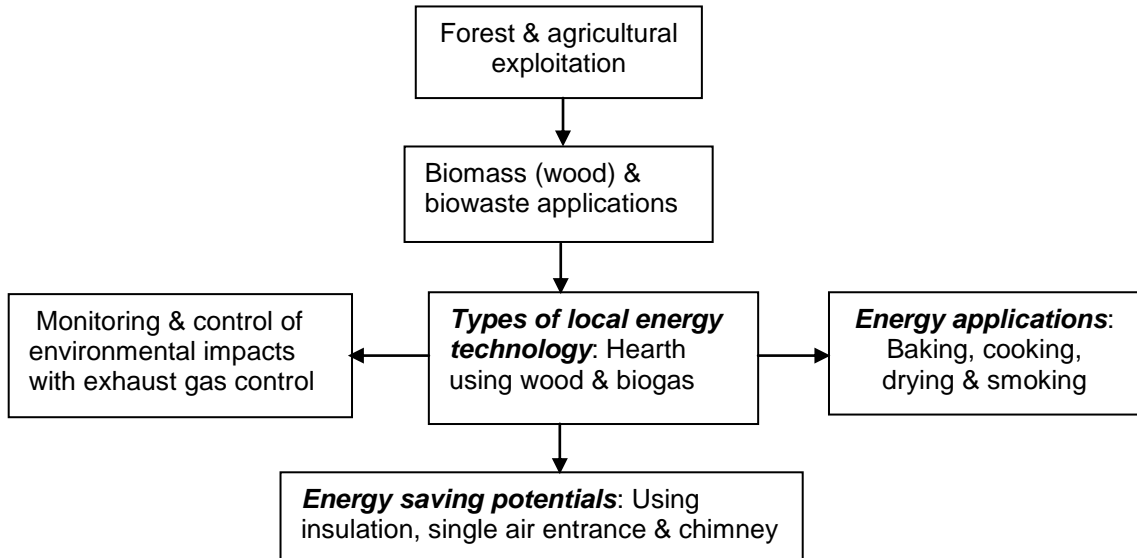 Forest & agricultural
exploitation
Biomass (wood) &
biowaste applications
Monitoring & control of
environmental impacts
with exhaust gas control
Types of local energy
technology: Hearth
using wood & biogas
Energy applications:
Baking, cooking,
drying & smoking
Energy saving potentials: Using
insulation, single air entrance & chimney